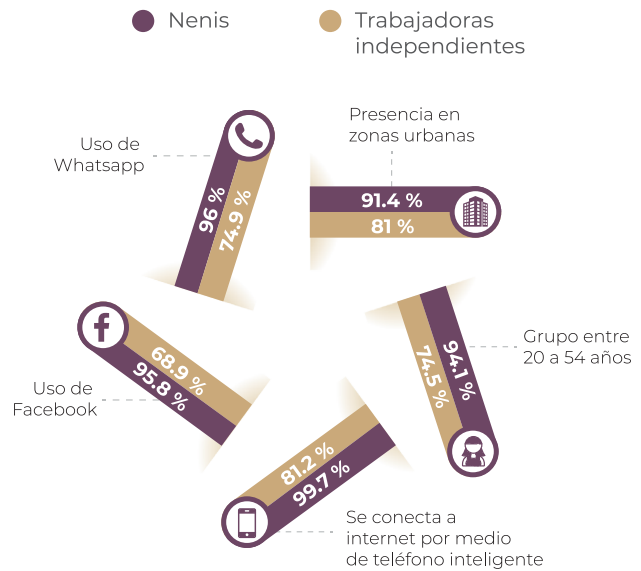 Nenis
Trabajadoras
independientes
Presencia en
zonas urbanas
Uso de
Whatsapp
96 %
74.9 %
91.4 %
81 %
Grupo entre
20 a 54 años
94.1 %
74.5 %
68.9 %
95.8 %
Uso de
Facebook
81.2 %
99.7 %
Se conecta a
internet por medio
de teléfono inteligente